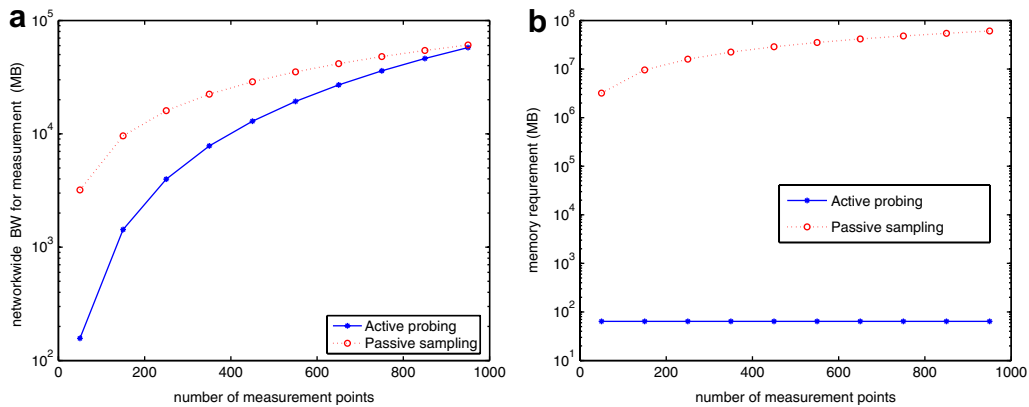 a
networkwide BW for measurement (MB)
10^5
10^4
10^3
10^2
0
200
400
600
800
1000
number of measurement points
Active probing
Passive sampling
b
memory requrement (MB)
10^8
10^7
10^6
10^5
10^4
10^3
10^2
10^1
0
200
400
600
800
1000
number of measurement points
Active probing
Passive sampling